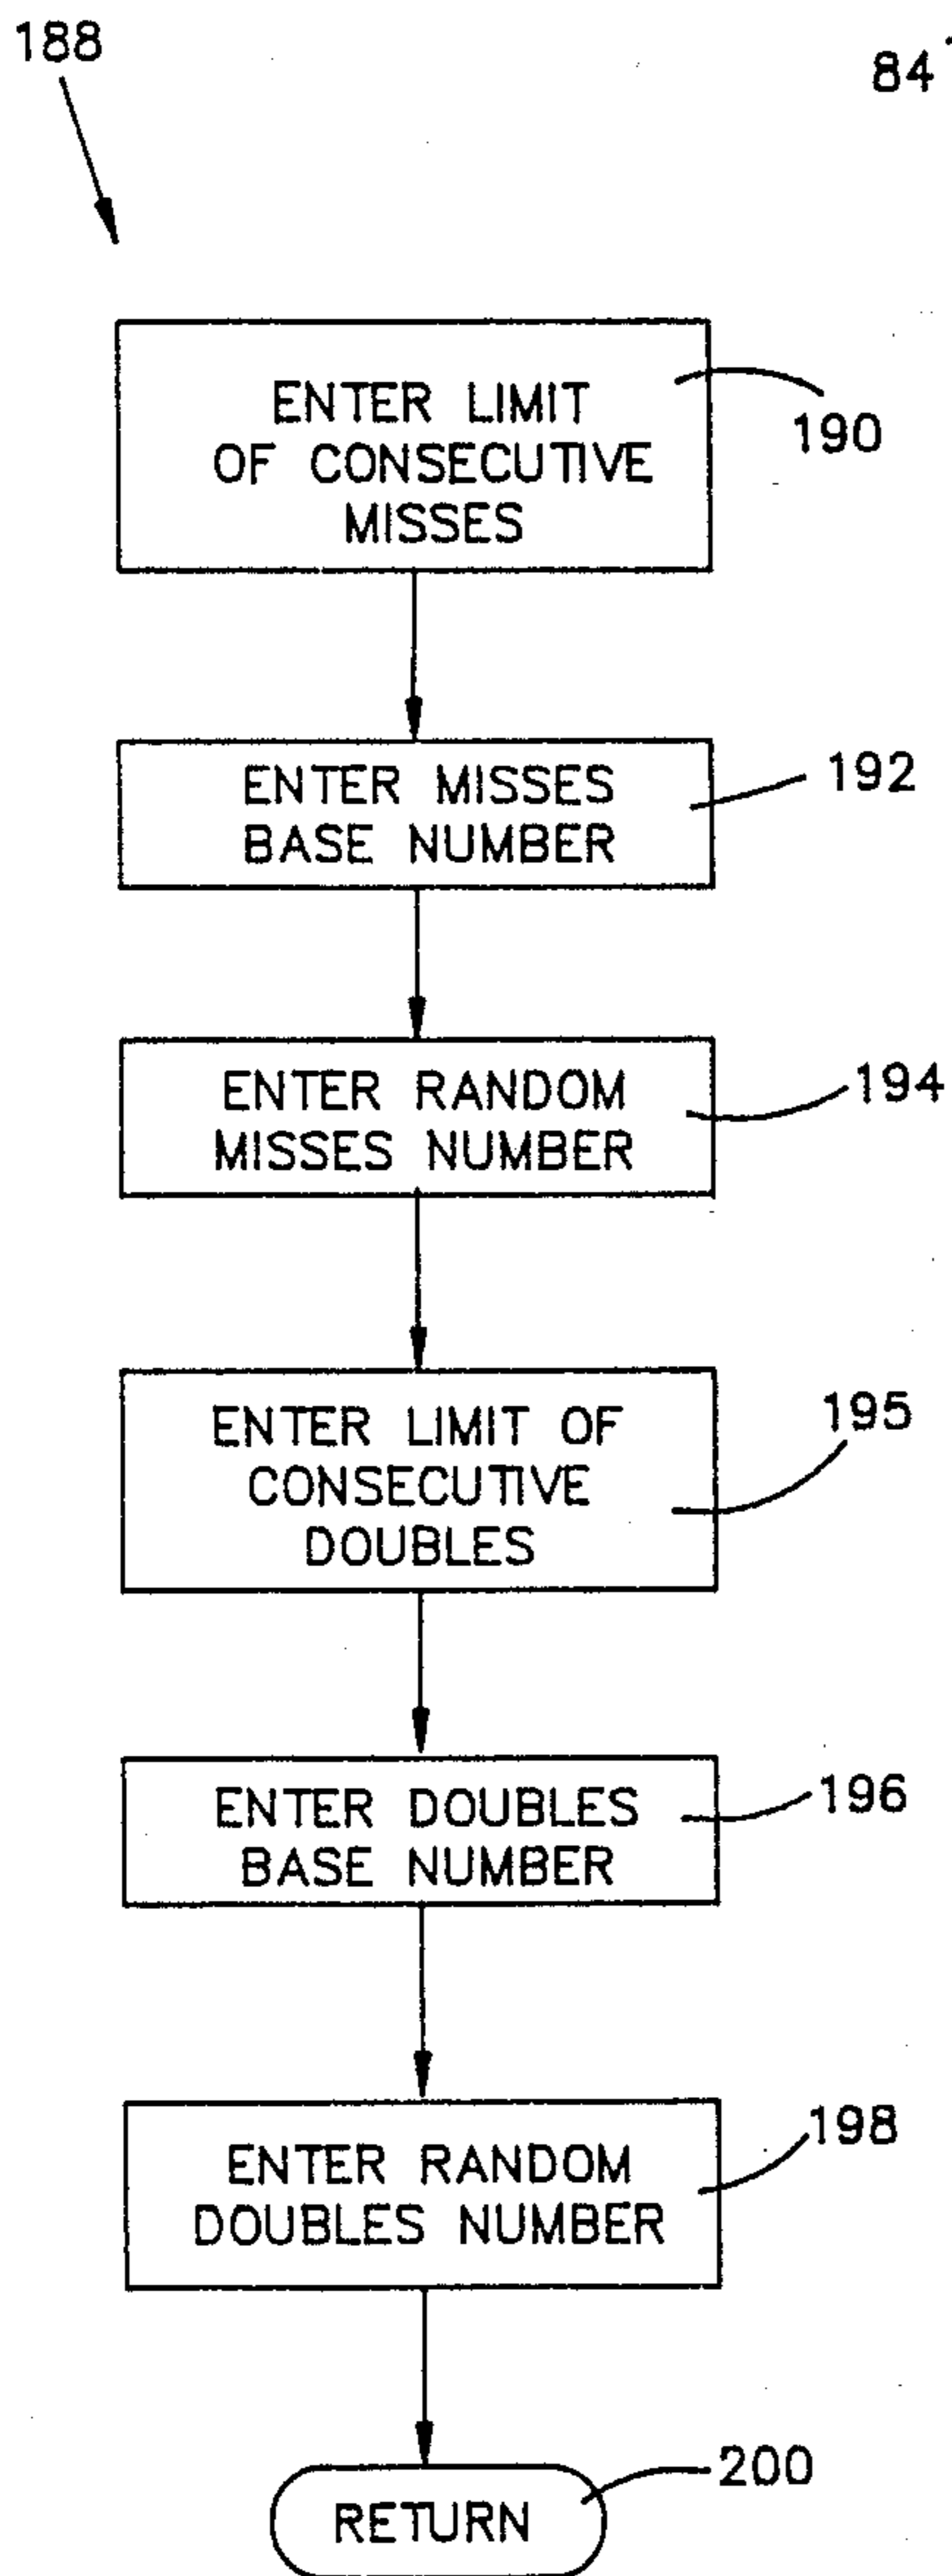 188
84
ENTER LIMIT
OF CONSECUTIVE
MISSES
190
ENTER MISSES
BASE NUMBER
192
ENTER RANDOM
MISSES NUMBER
194
ENTER LIMIT OF
CONSECUTIVE
DOUBLES
195
ENTER DOUBLES
BASE NUMBER
196
ENTER RANDOM
DOUBLES NUMBER
198
RETURN
200